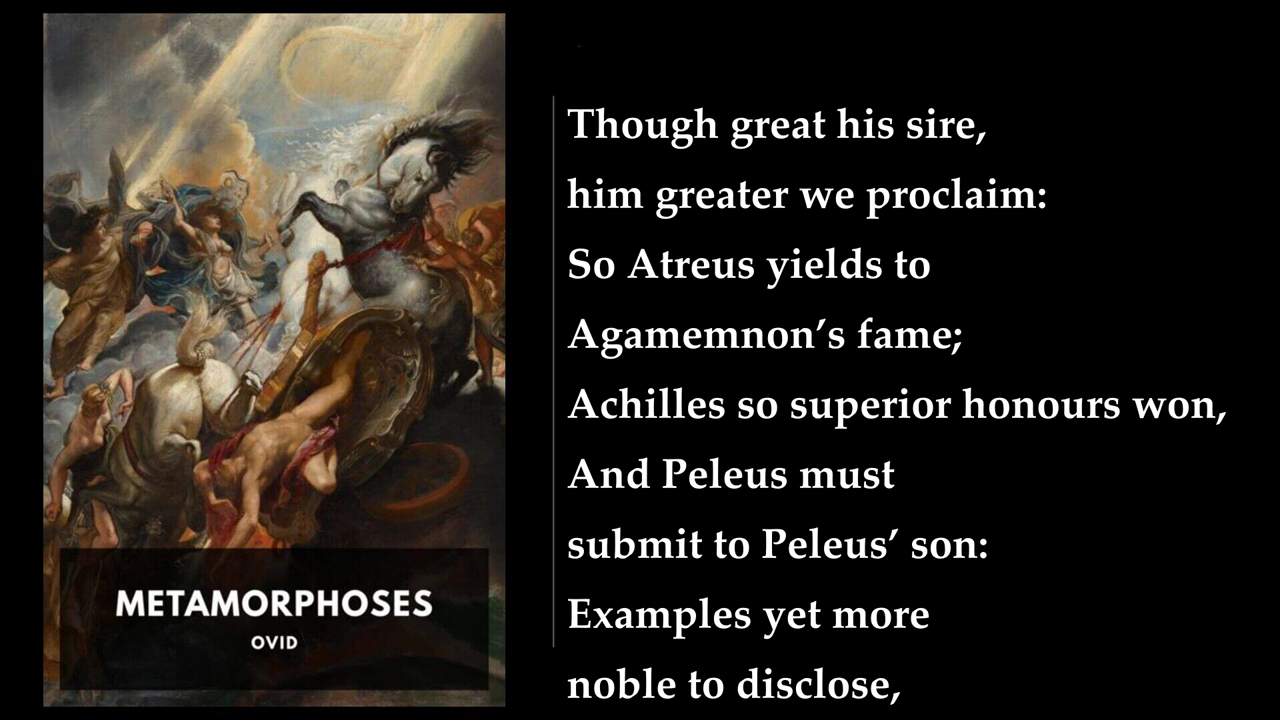 METAMORPHOSES
OVID
Though great his sire,
him greater we proclaim:
So Atreus yields to
Agamemnon’s fame;
Achilles so superior honours won,
And Peleus must
submit to Peleus’ son:
Examples yet more
noble to disclose,